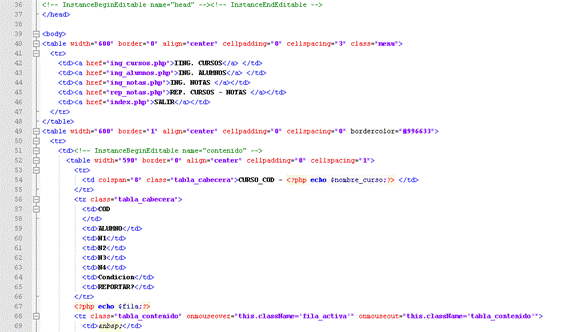 36 <!-- InstanceBeginEditable name="head" --><!-- InstanceEndEditable -->
37 </head>
38
39 <body>
40 <table width="600" border="0" align="center" cellpadding="0" cellspacing="3" class="menu">
41 <tr>
42 <td><a href="ing_cursos.php">IING. CURSOS</a> </td>
43 <td><a href="ing_alumnos.php">ING. ALUMNOS</a> </td>
44 <td><a href="ing_notas.php">ING. NOTAS </a></td>
45 <td><a href="rep_notas.php">REP. CURSOS - NOTAS </a></td>
46 <td><a href="index.php">SALIR</a></td>
47 </tr>
48 </table>
49 <table width="600" border="1" align="center" cellpadding="0" cellspacing="0" bordercolor="#996633">
50 <tr>
51 <td><!-- InstanceBeginEditable name="contenido" -->
52 <table width="590" border="0" align="center" cellpadding="0" cellspacing="1">
53 <tr>
54 <td colspan="8" class="tabla_cabecera">CURSO_COD - <?php echo $nombre_curso;?> </td>
55 </tr>
56 <tr class="tabla_cabecera">
57 <td>COD
58 </td>
59 <td>ALUMNO</td>
60 <td>N1</td>
61 <td>N2</td>
62 <td>N3</td>
63 <td>N4</td>
64 <td>Condicion</td>
65 <td>REPORTAR?</td>
66 </tr>
67 <?php echo $fila;?>
68 <tr class="tabla_contenido" onmouseover="this.className='fila_activa'" onmouseout="this.className='tabla_contenido'">
69 <td>&nbsp;</td>